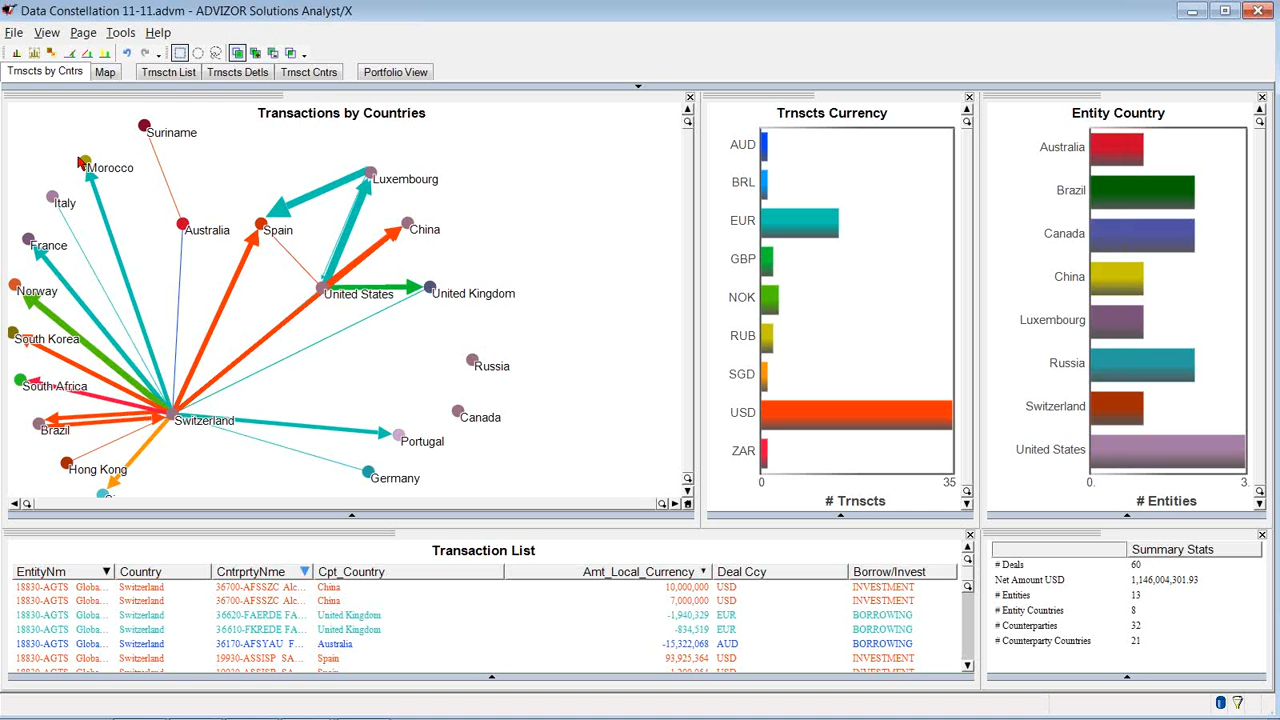 Data Constellation 11-11.advm - ADVIZOR Solutions Analyst/X
File View Page Tools Help
Trnscts by Cntrs Map Trnsctn List Trnscts Detls Trnsct Cntrs Portfolio View
Transactions by Countries
Suriname
Morocco
Luxembourg
Italy
Australia
Spain
China
France
Norway
United States
United Kingdom
South Korea
Russia
South Africa
Canada
Switzerland
Brazil
Portugal
Hong Kong
Germany
Trnscts Currency
AUD
BRL
EUR
GBP
NOK
RUB
SGD
USD
ZAR
0 35
# Trnscts
Entity Country
Australia
Brazil
Canada
China
Luxembourg
Russia
Switzerland
United States
0. 3.
# Entities
Transaction List
EntityNm Country CntrprtyNme Cpt_Country Amt_Local_Currency Deal Ccy Borrow/Invest
18830-AGTS Globa... Switzerland 36700-AFSSZC Alc... China 10,000,000 USD INVESTMENT
18830-AGTS Globa... Switzerland 36700-AFSSZC Alc... China 7,000,000 USD INVESTMENT
18830-AGTS Globa... Switzerland 36620-FAERDE FA... United Kingdom -1,940,329 EUR BORROWING
18830-AGTS Globa... Switzerland 36610-FKREDE FA... United Kingdom -834,519 EUR BORROWING
18830-AGTS Globa... Switzerland 36170-AFSYAU F... Australia -15,322,068 AUD BORROWING
18830-AGTS Globa... Switzerland 19930-ASSISP SA... Spain 93,925,364 USD INVESTMENT
Summary Stats
# Deals 60
Net Amount USD 1,146,004,301.93
# Entities 13
# Entity Countries 8
# Counterparties 32
# Counterparty Countries 21